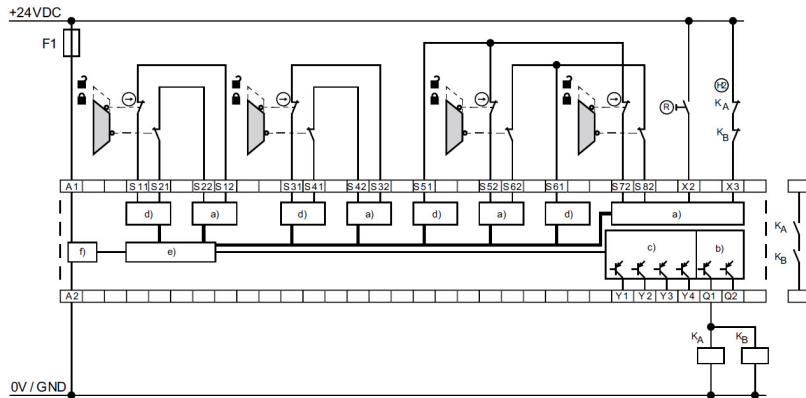 +24VDC
F1
H2
R
KA
KB
A1 S11 S21 S22 S12 S31 S41 S42 S32 S51 S52 S62 S61 S72 S82 X2 X3
d) a) d) a) d) a) d) a)
KA
f) e) c) b)
KB
Y1 Y2 Y3 Y4 Q1 Q2
A2
KA KB
0V / GND